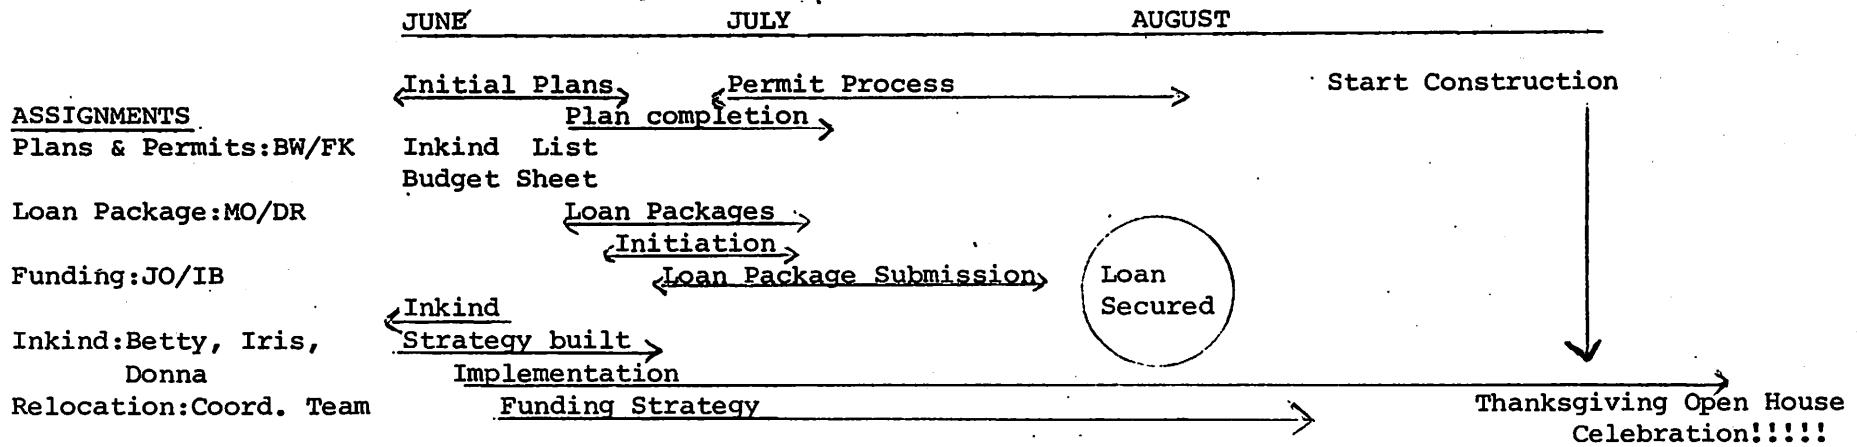 JUNE JULY AUGUST
Initial Plans Permit Process Start Construction
ASSIGNMENTS Plan completion
Plans & Permits:BW/FK Inkind List
Budget Sheet
Loan Package:MO/DR Loan Packages
Initiation
Funding:JO/IB Loan Package Submission Loan
Inkind Secured
Inkind:Betty, Iris, Strategy built
Donna Implementation
Relocation:Coord. Team Funding Strategy Thanksgiving Open House
Celebration!!!!!